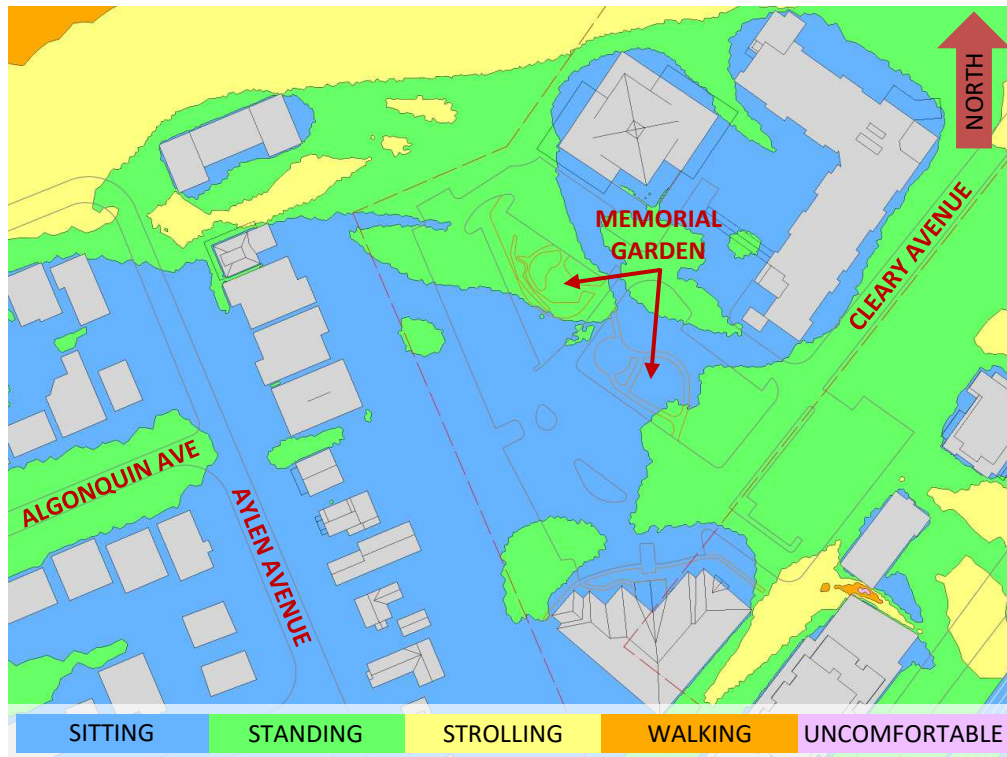 NORTH
MEMORIAL
GARDEN
CLEARY AVENUE
ALGONQUIN AVE
AYLEN AVENUE
SITTING
STANDING
STROLLING
WALKING
UNCOMFORTABLE